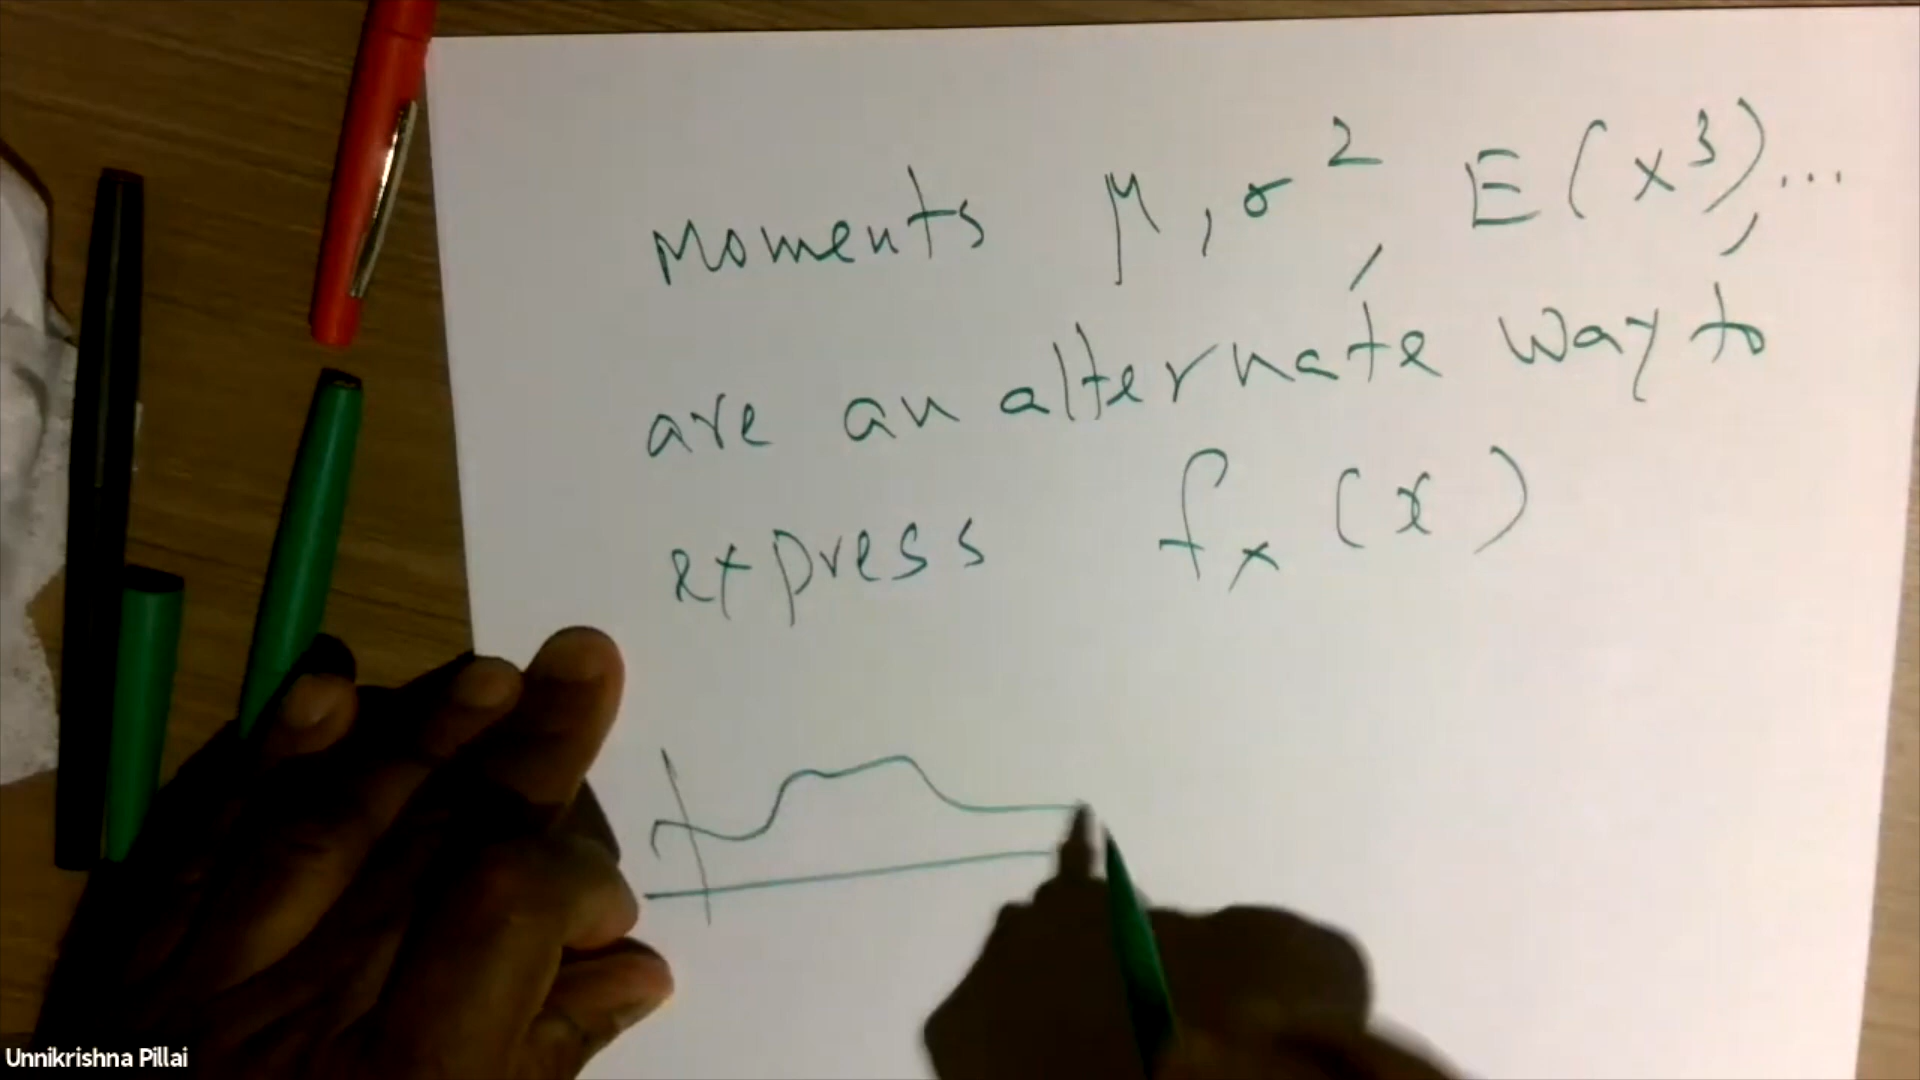 Moments μ, σ², E(x³), ...
are an alternate way to
express fₓ(x)
Unnikrishna Pillai